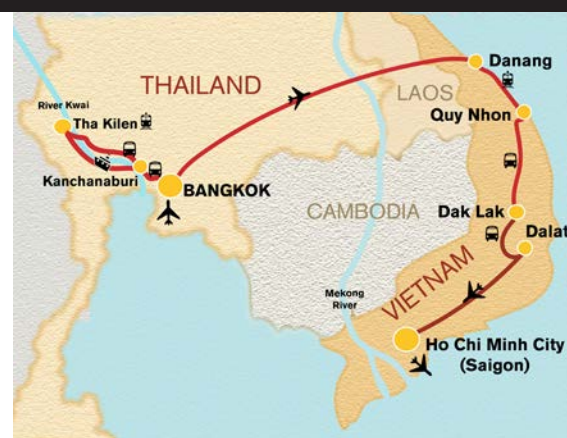 THAILAND
LAOS
Danang
River Kwai
Tha Kilen
Quy Nhon
Kanchanaburi
BANGKOK
CAMBODIA
Dak Lak
Dalat
VIETNAM
Mekong
River
Ho Chi Minh City
(Saigon)